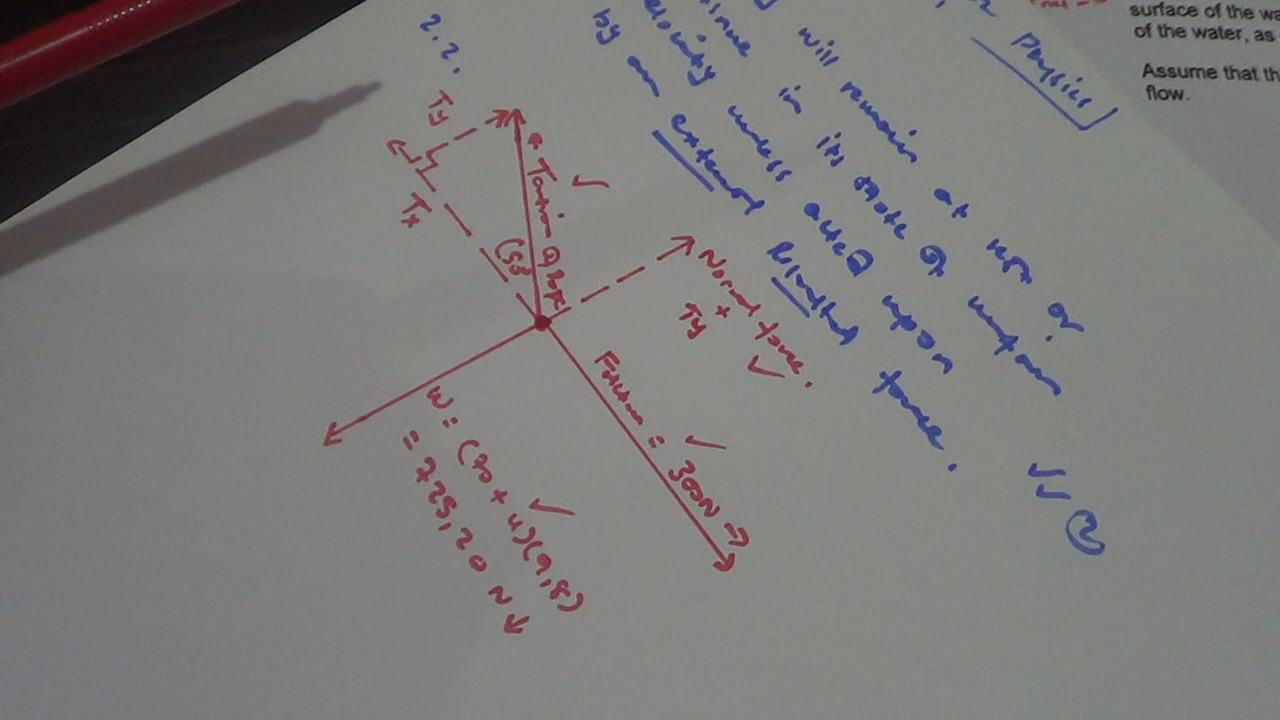 surface of the wa
of the water, as
Assume that th
flow.
Physics
will remain at rest or
in its state of uniform
velocity unless acted upon
by an external force.
2.2.
Ty
Tx
Tension
Normal force.
+
Ty
Friction = 300N →
W = (70 + 4)(9,8)
= 725,20 N ↓